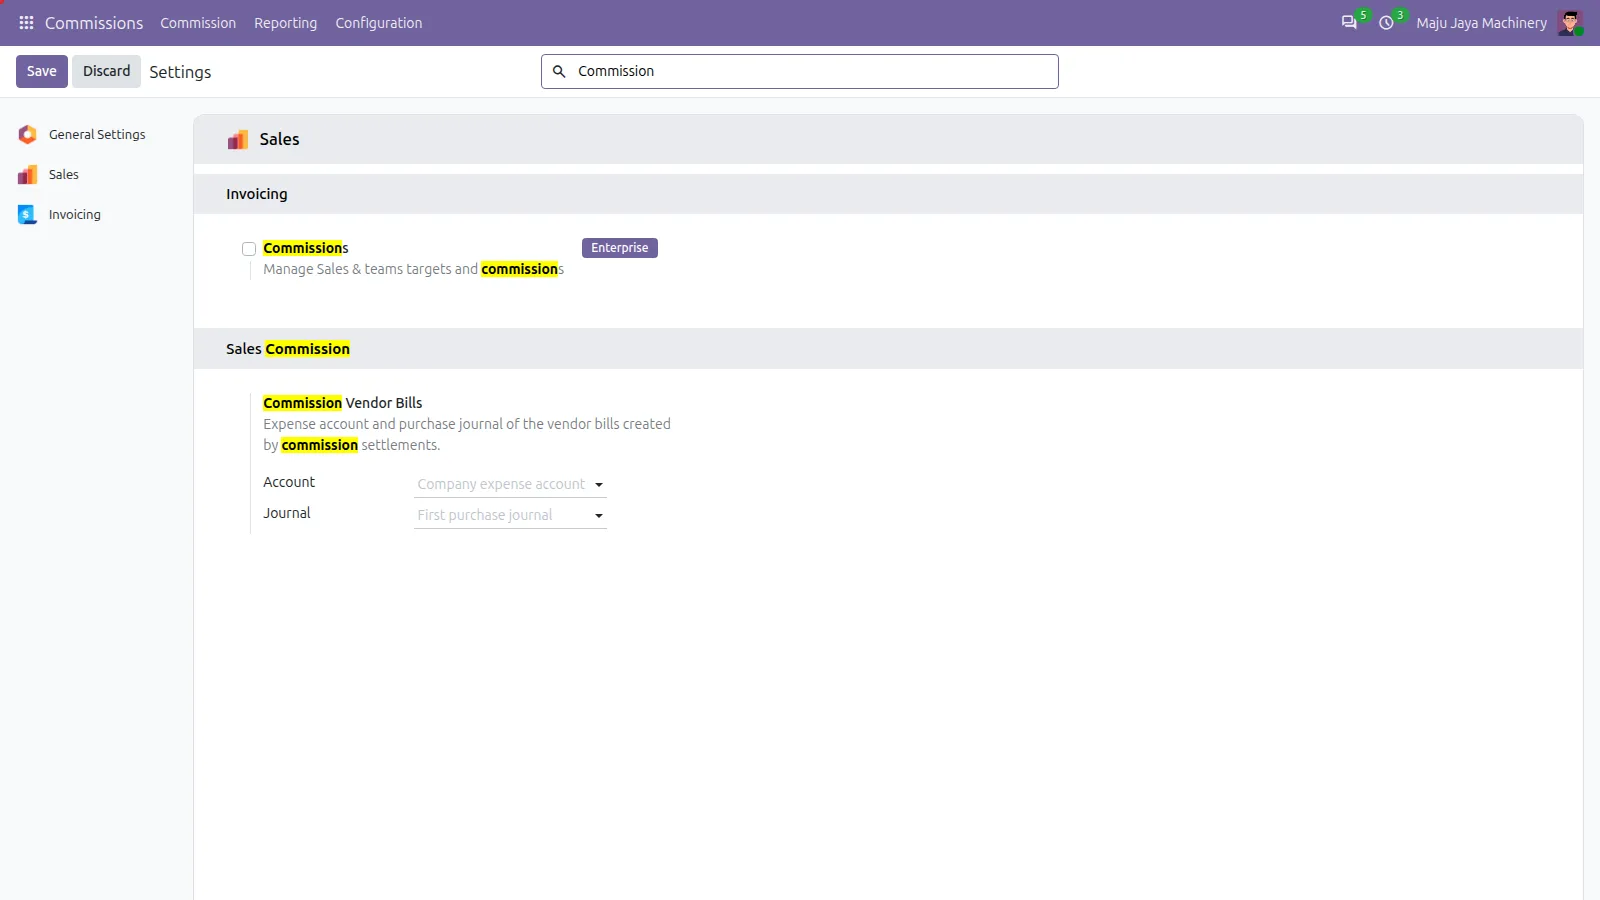 Commissions Commission Reporting Configuration 5 3 Maju Jaya Machinery
Save Discard Settings Commission
General Settings
Sales
Invoicing
Sales
Invoicing
Commissions Enterprise
Manage Sales & teams targets and commissions
Sales Commission
Commission Vendor Bills
Expense account and purchase journal of the vendor bills created
by commission settlements.
Account Company expense account
Journal First purchase journal